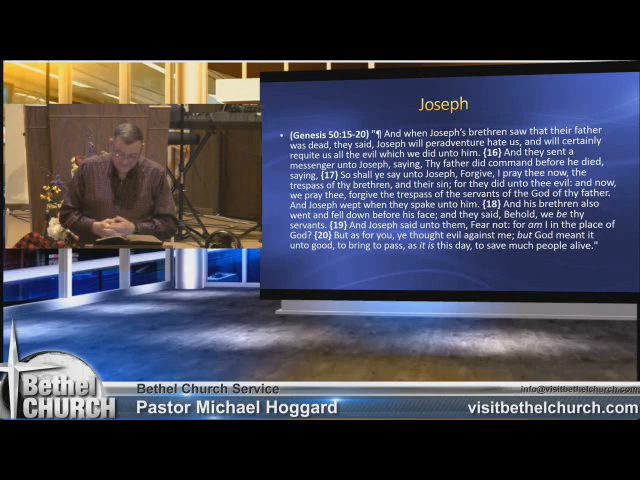 Joseph
• (Genesis 50:15-20) "¶ And when Joseph's brethren saw that their father
was dead, they said, Joseph will peradventure hate us, and will certainly
requite us all the evil which we did unto him. {16} And they sent a
messenger unto Joseph, saying, Thy father did command before he died,
saying, {17} So shall ye say unto Joseph, Forgive, I pray thee now, the
trespass of thy brethren, and their sin; for they did unto thee evil: and now,
we pray thee, forgive the trespass of the servants of the God of thy father.
And Joseph wept when they spake unto him. {18} And his brethren also
went and fell down before his face; and they said, Behold, we be thy
servants. {19} And Joseph said unto them, Fear not: for am I in the place of
God? {20} But as for you, ye thought evil against me; but God meant it
unto good, to bring to pass, as it is this day, to save much people alive."
Bethel
CHURCH
Bethel Church Service
info@visitbethelchurch.com
Pastor Michael Hoggard
visitbethelchurch.com